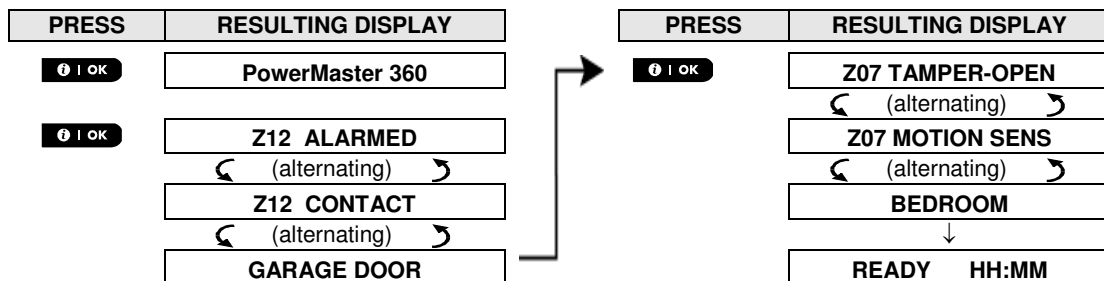 PRESS RESULTING DISPLAY
i | OK PowerMaster 360
i | OK Z12 ALARMED
(alternating)
Z12 CONTACT
(alternating)
GARAGE DOOR
PRESS RESULTING DISPLAY
i | OK Z07 TAMPER-OPEN
(alternating)
Z07 MOTION SENS
(alternating)
BEDROOM
↓
READY HH:MM